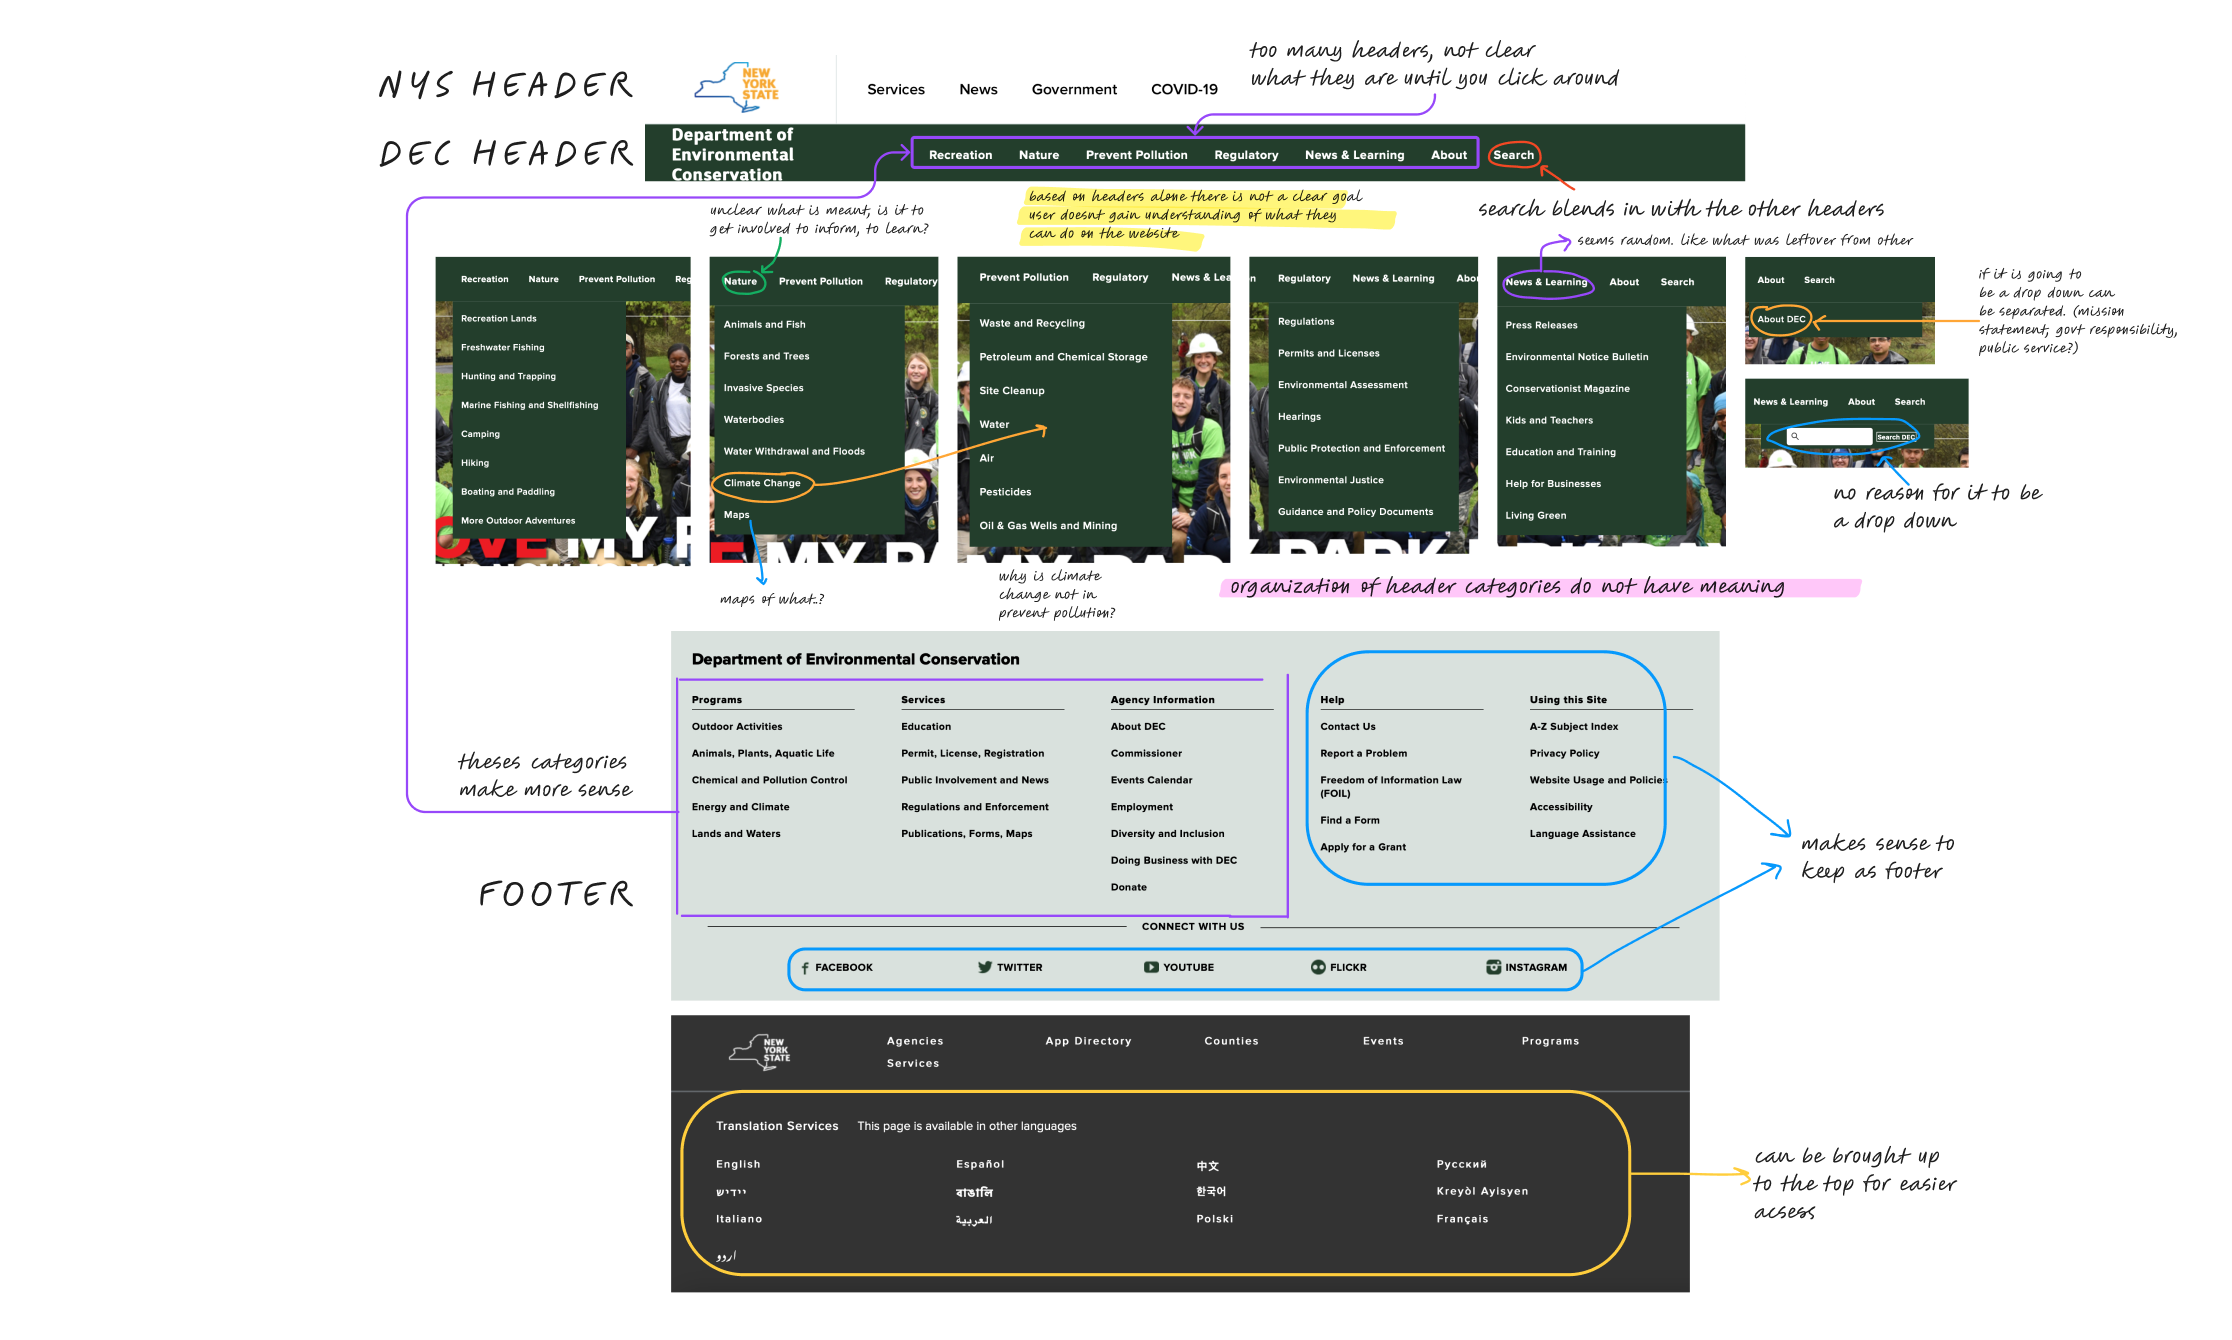 NYS HEADER
NEW
YORK
STATE
Services News Government COVID-19
too many headers, not clear
what they are until you click around
DEC HEADER
Department of
Environmental
Conservation
Recreation Nature Prevent Pollution Regulatory News & Learning About Search
unclear what is meant, is it to
get involved to inform, to learn?
based on headers alone there is not a clear goal
user doesnt gain understanding of what they
can do on the website
search blends in with the other headers
seems random. like what was leftover from other
Recreation Nature Prevent Pollution Reg
Recreation Lands
Freshwater Fishing
Hunting and Trapping
Marine Fishing and Shellfishing
Camping
Hiking
Boating and Paddling
More Outdoor Adventures
OVE MY P
Nature Prevent Pollution Regulatory
Animals and Fish
Forests and Trees
Invasive Species
Waterbodies
Water Withdrawal and Floods
Climate Change
Maps
E MY PA
maps of what..?
Prevent Pollution Regulatory News & Lea
Waste and Recycling
Petroleum and Chemical Storage
Site Cleanup
Water
Air
Pesticides
Oil & Gas Wells and Mining
MY PAR
why is climate
change not in
prevent pollution?
n Regulatory News & Learning Abou
Regulations
Permits and Licenses
Environmental Assessment
Hearings
Public Protection and Enforcement
Environmental Justice
Guidance and Policy Documents
PARK
News & Learning About Search
Press Releases
Environmental Notice Bulletin
Conservationist Magazine
Kids and Teachers
Education and Training
Help for Businesses
Living Green
About Search
About DEC
if it is going to
be a drop down can
be separated. (mission
statement, govt responsibility,
public service?)
News & Learning About Search
Search DEC
no reason for it to be
a drop down
organization of header categories do not have meaning
Department of Environmental Conservation
Programs
Outdoor Activities
Animals, Plants, Aquatic Life
Chemical and Pollution Control
Energy and Climate
Lands and Waters
Services
Education
Permit, License, Registration
Public Involvement and News
Regulations and Enforcement
Publications, Forms, Maps
Agency Information
About DEC
Commissioner
Events Calendar
Employment
Diversity and Inclusion
Doing Business with DEC
Donate
Help
Contact Us
Report a Problem
Freedom of Information Law
(FOIL)
Find a Form
Apply for a Grant
Using this Site
A-Z Subject Index
Privacy Policy
Website Usage and Policies
Accessibility
Language Assistance
theses categories
make more sense
makes sense to
keep as footer
FOOTER
CONNECT WITH US
FACEBOOK TWITTER YOUTUBE FLICKR INSTAGRAM
NEW
YORK
STATE
Agencies App Directory Counties Events Programs
Services
Translation Services This page is available in other languages
English Español 中文 Русский
יידיש বাঙালি 한국어 Kreyòl Ayisyen
Italiano العربية Polski Français
اردو
can be brought up
to the top for easier
acsess